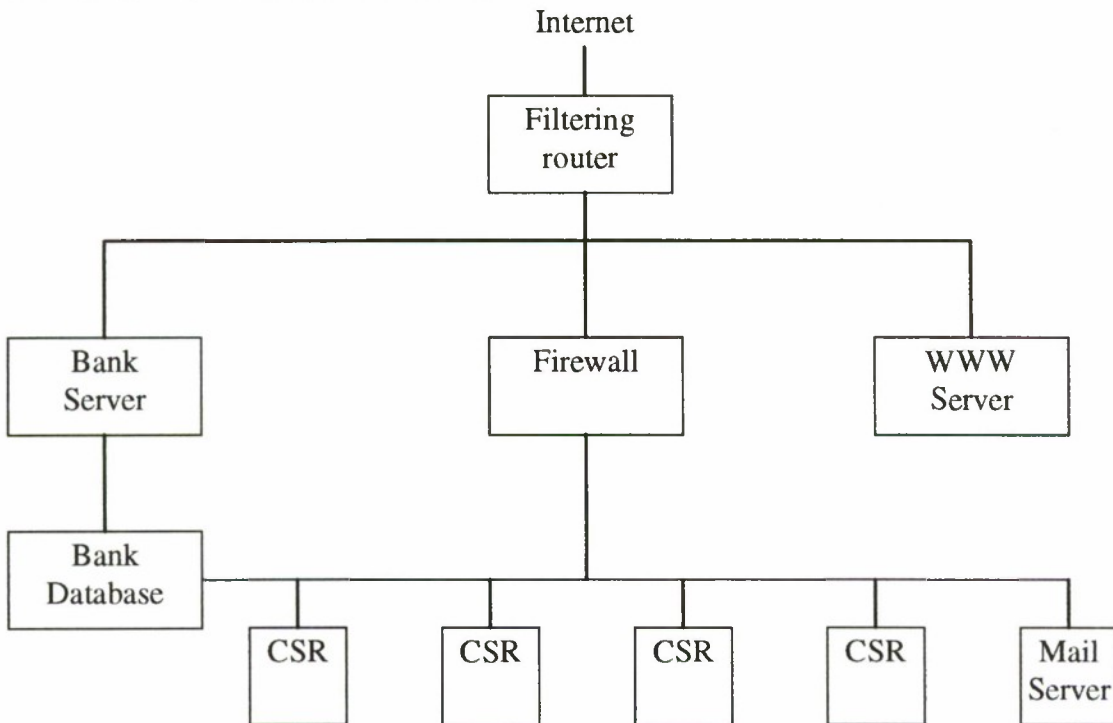 Internet
Filtering
router
Bank
Server
Firewall
WWW
Server
Bank
Database
CSR
CSR
CSR
CSR
Mail
Server